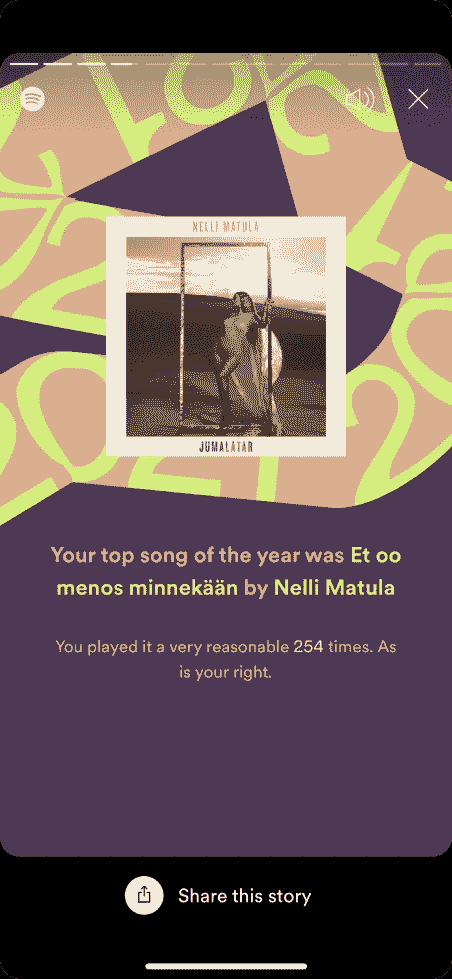 NELLI MATULA
JUMALATAR
Your top song of the year was Et oo
menos minnekään by Nelli Matula
You played it a very reasonable 254 times. As
is your right.
Share this story